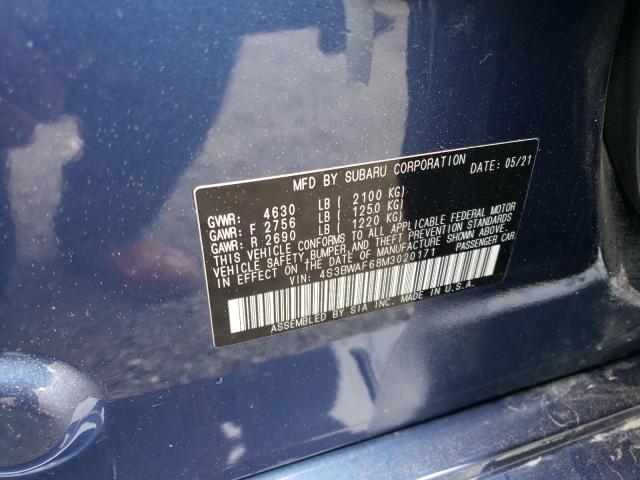 MFD BY SUBARU CORPORATION DATE: 05/21
GVWR: 4630 LB ( 2100 KG)
GAWR: F 2756 LB ( 1250 KG)
GAWR: R 2690 LB ( 1220 KG)
THIS VEHICLE CONFORMS TO ALL APPLICABLE FEDERAL MOTOR
VEHICLE SAFETY, BUMPER, AND THEFT PREVENTION STANDARDS
IN EFFECT ON THE DATE OF MANUFACTURE SHOWN ABOVE.
VIN: 4S3BWAF68M3020171 PASSENGER CAR
ASSEMBLED BY SIA INC. MADE IN U.S.A.